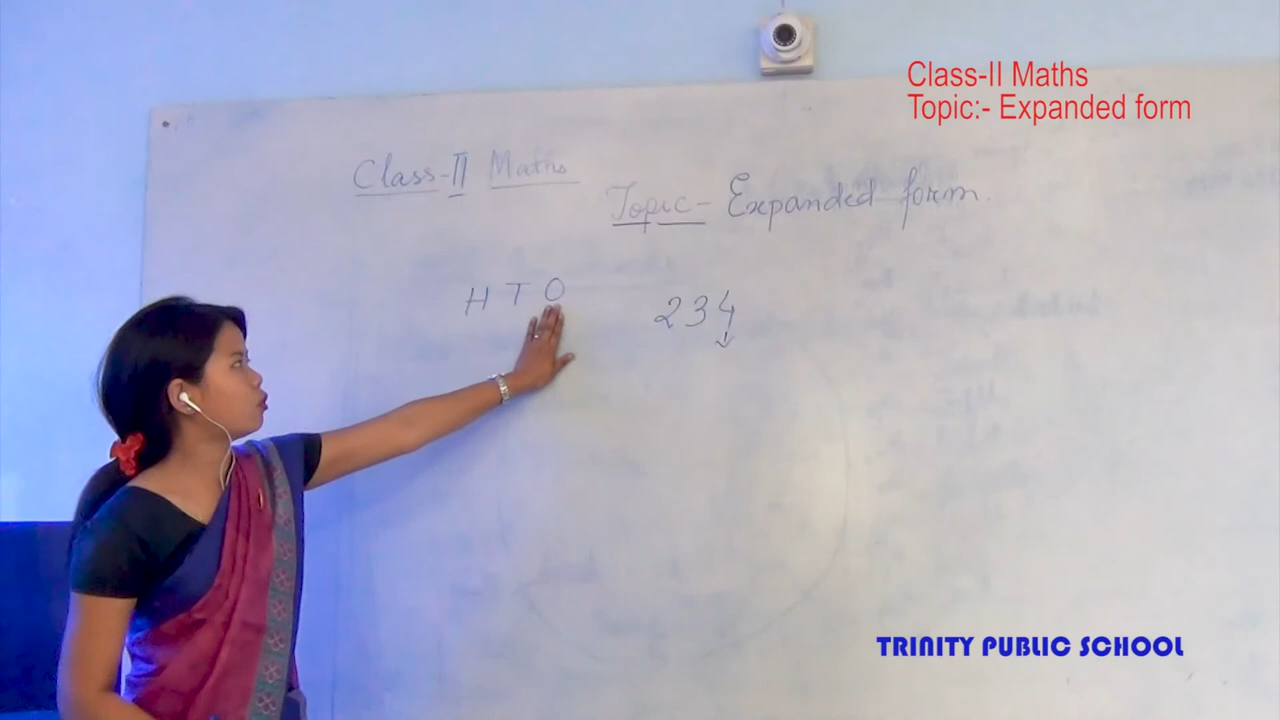 Class-II Maths
Topic:- Expanded form
Class-II Maths
Topic- Expanded form.
H T O 234
TRINITY PUBLIC SCHOOL